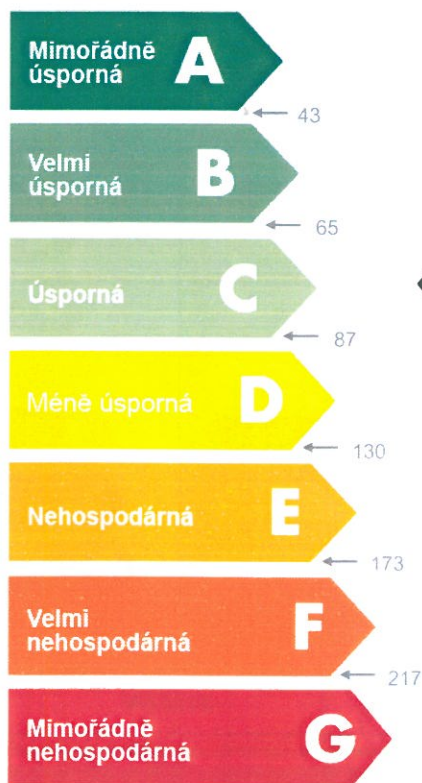 Mimořádně
úsporná
A
43
Velmi
úsporná
B
65
Úsporná
C
87
Méně úsporná
D
130
Nehospodárná
E
173
Velmi
nehospodárná
F
217
Mimořádně
nehospodárná
G